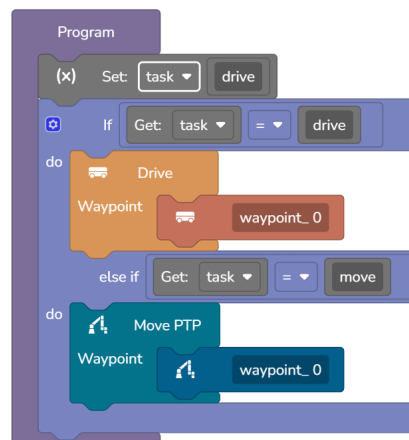 Program
(x) Set: task drive
If Get: task = drive
do
Drive
Waypoint waypoint_ 0
else if Get: task = move
do
Move PTP
Waypoint waypoint_ 0